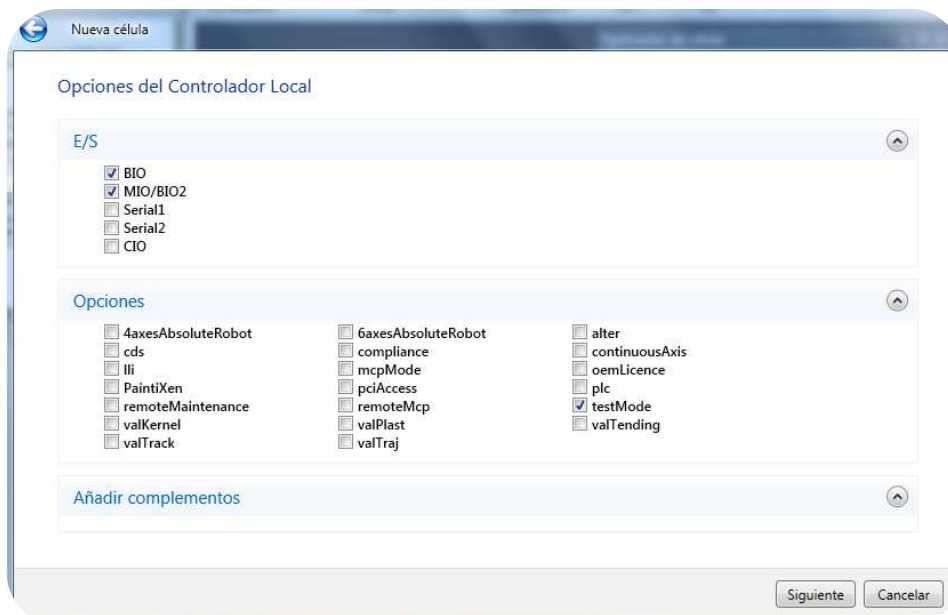 Nueva célula
Opciones del Controlador Local
E/S
BIO
MIO/BIO2
Serial1
Serial2
CIO
Opciones
4axesAbsoluteRobot 6axesAbsoluteRobot alter
cds compliance continuousAxis
lli mcpMode oemLicence
PaintiXen pciAccess plc
remoteMaintenance remoteMcp testMode
valKernel valPlast valTending
valTrack valTraj
Añadir complementos
Siguiente Cancelar